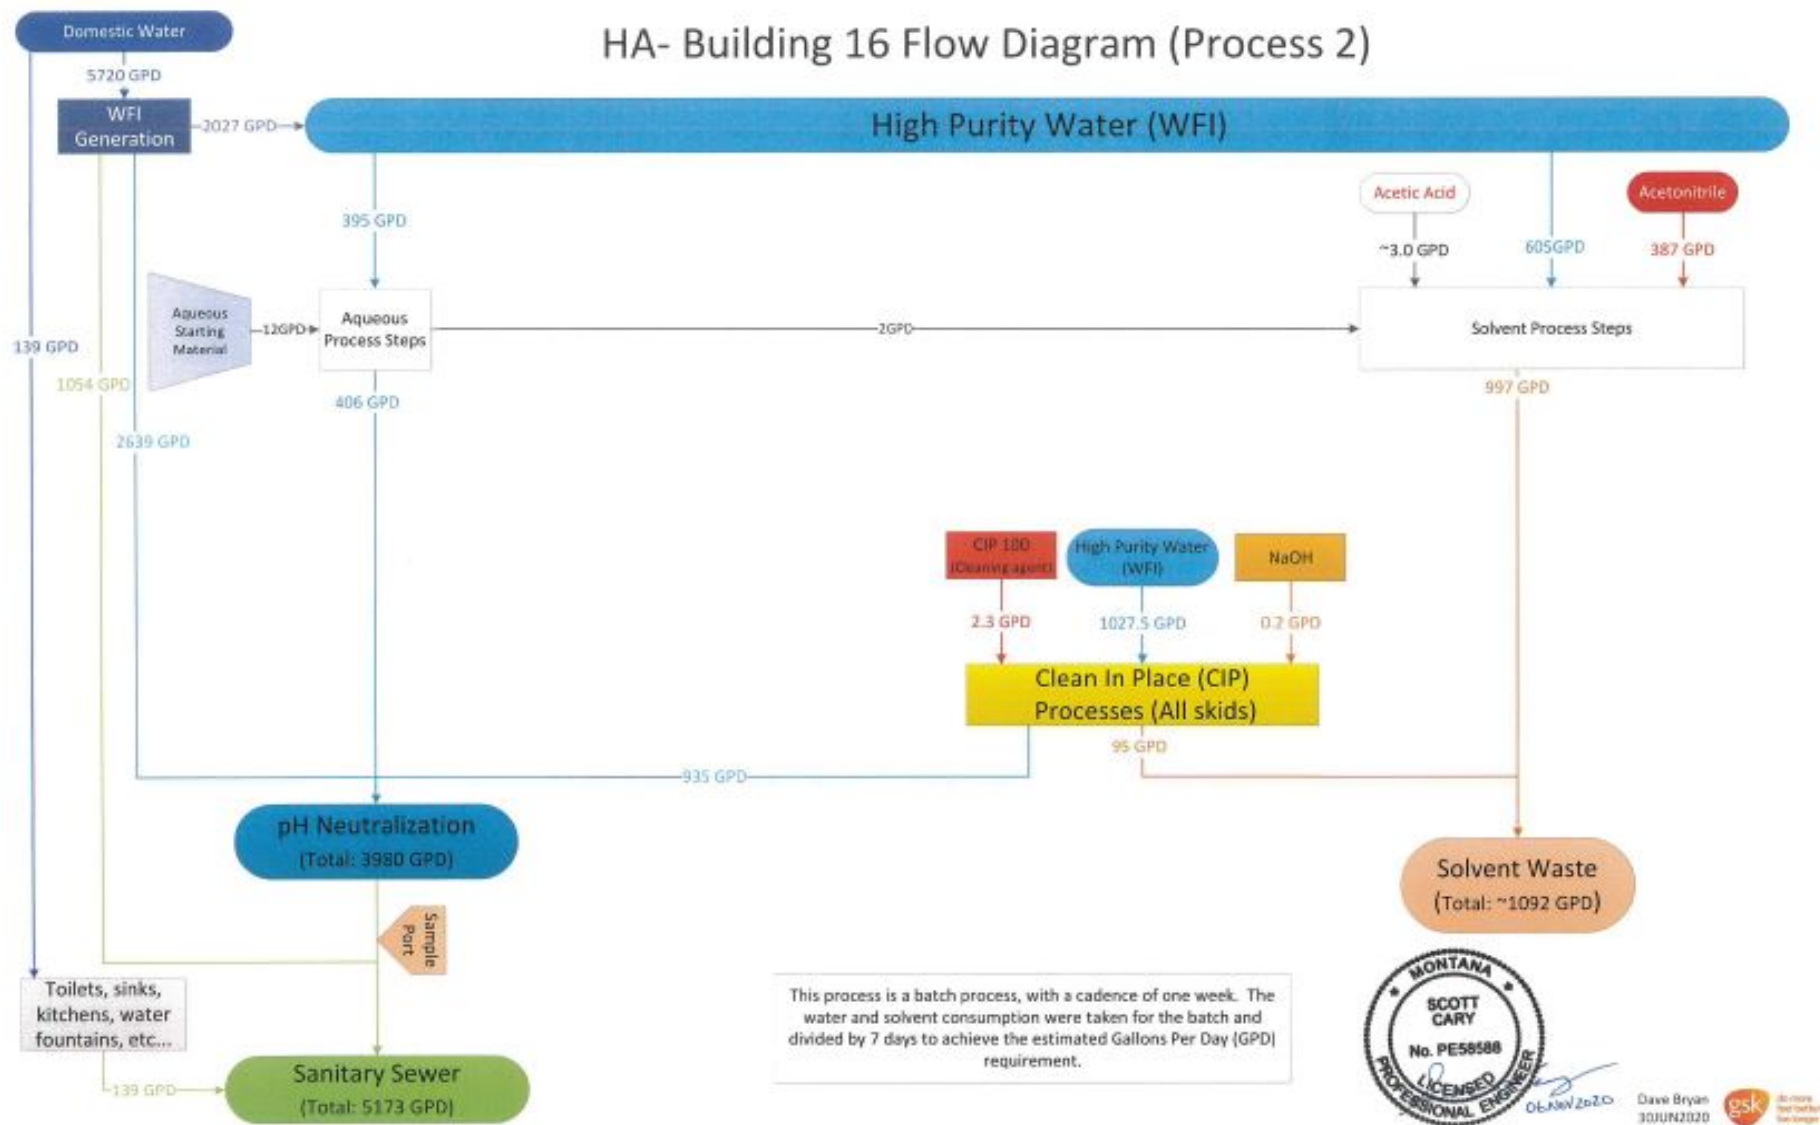 HA- Building 16 Flow Diagram (Process 2)
Domestic Water
5720 GPD
WFI
Generation
2027 GPD
High Purity Water (WFI)
395 GPD
Acetic Acid
~3.0 GPD
605GPD
Acetonitrile
387 GPD
Aqueous
Starting
Material
12GPD
Aqueous
Process Steps
2GPD
Solvent Process Steps
139 GPD
1054 GPD
2639 GPD
406 GPD
997 GPD
CIP 100
(Cleaning agent)
High Purity Water
(WFI)
NaOH
2.3 GPD
1027.5 GPD
0.2 GPD
Clean In Place (CIP)
Processes (All skids)
935 GPD
95 GPD
pH Neutralization
(Total: 3980 GPD)
Solvent Waste
(Total: ~1092 GPD)
Sample
Port
Toilets, sinks,
kitchens, water
fountains, etc...
139 GPD
Sanitary Sewer
(Total: 5173 GPD)
This process is a batch process, with a cadence of one week. The
water and solvent consumption were taken for the batch and
divided by 7 days to achieve the estimated Gallons Per Day (GPD)
requirement.
MONTANA
SCOTT
CARY
No. PE58588
LICENSED
PROFESSIONAL ENGINEER
06NOV2020
Dave Bryan
30JUN2020
gsk
do more
feel better
live longer